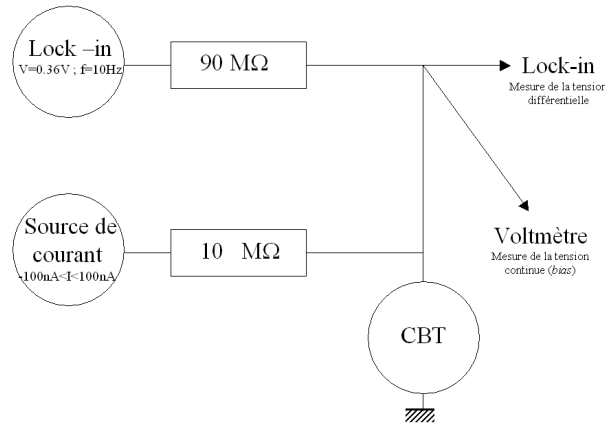 Lock –in
V=0.36V ; f=10Hz
90 MΩ
Lock-in
Mesure de la tension
différentielle
Source de
courant
-100nA<I<100nA
10 MΩ
Voltmètre
Mesure de la tension
continue (bias)
CBT